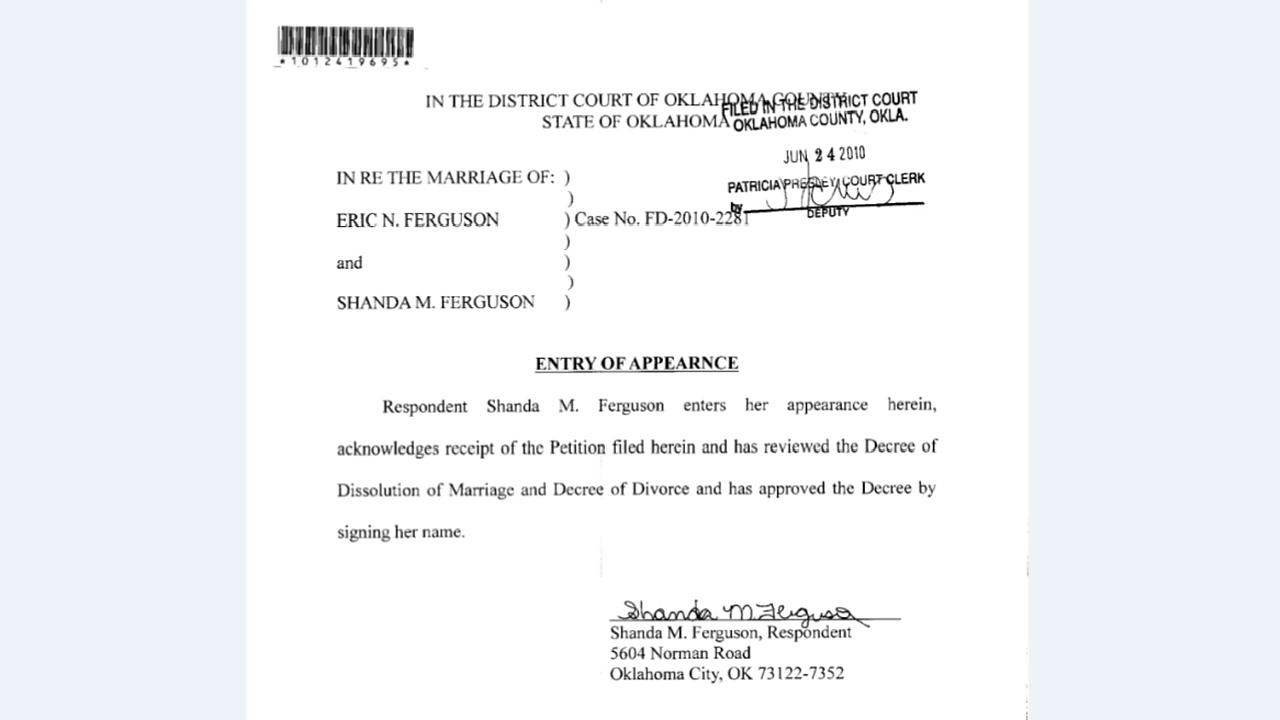 *1012419695*
IN THE DISTRICT COURT OF OKLAHOMA COUNTY
STATE OF OKLAHOMA
FILED IN THE DISTRICT COURT
OKLAHOMA COUNTY, OKLA.
JUN 24 2010
PATRICIA PRESLEY, COURT CLERK
by
DEPUTY
IN RE THE MARRIAGE OF: )
)
ERIC N. FERGUSON ) Case No. FD-2010-2281
)
and )
)
SHANDA M. FERGUSON )
ENTRY OF APPEARNCE
Respondent Shanda M. Ferguson enters her appearance herein,
acknowledges receipt of the Petition filed herein and has reviewed the Decree of
Dissolution of Marriage and Decree of Divorce and has approved the Decree by
signing her name.
Shanda M. Ferguson
Shanda M. Ferguson, Respondent
5604 Norman Road
Oklahoma City, OK 73122-7352